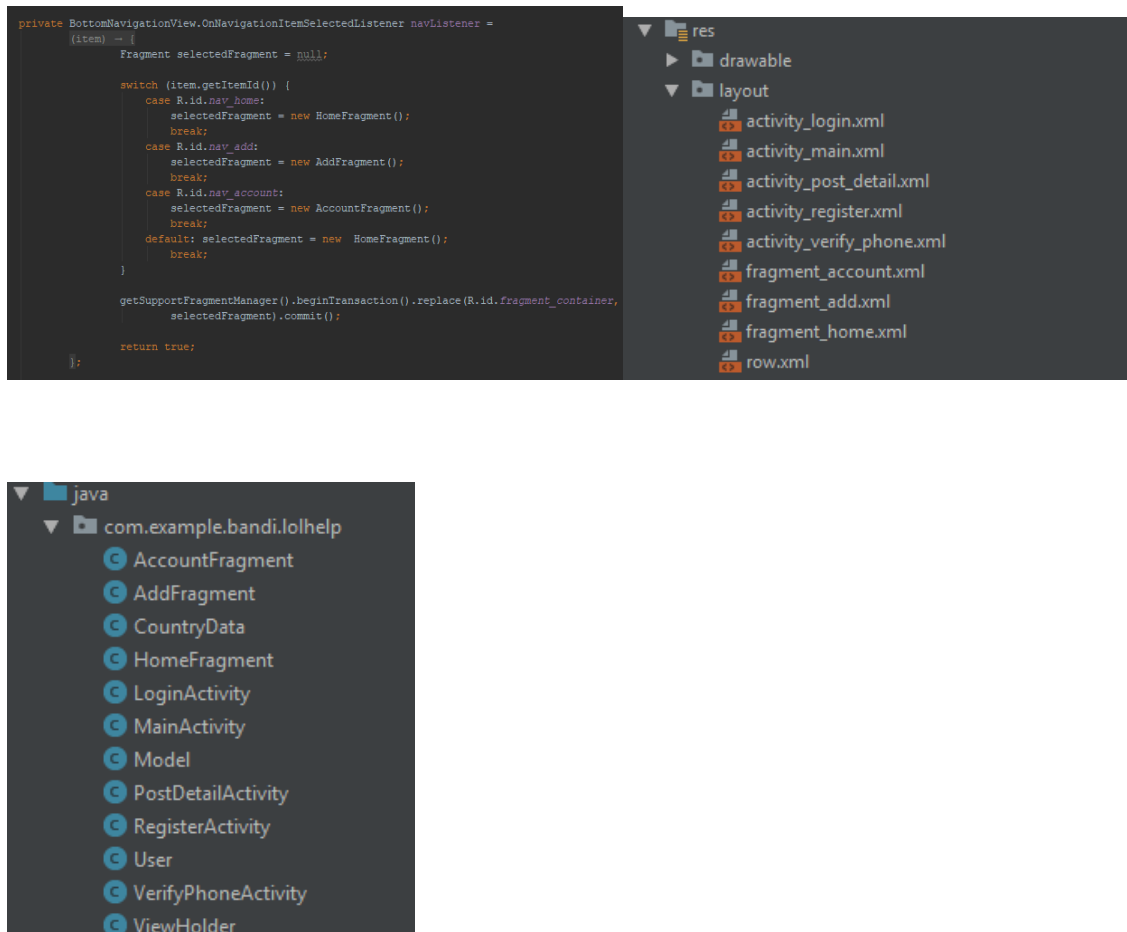 private BottomNavigationView.OnNavigationItemSelectedListener navListener =
(item) → {
Fragment selectedFragment = null;
switch (item.getItemId()) {
case R.id.nav_home:
selectedFragment = new HomeFragment();
break;
case R.id.nav_add:
selectedFragment = new AddFragment();
break;
case R.id.nav_account:
selectedFragment = new AccountFragment();
break;
default: selectedFragment = new  HomeFragment();
break;
}
getSupportFragmentManager().beginTransaction().replace(R.id.fragment_container,
selectedFragment).commit();
return true;
};
res
drawable
layout
activity_login.xml
activity_main.xml
activity_post_detail.xml
activity_register.xml
activity_verify_phone.xml
fragment_account.xml
fragment_add.xml
fragment_home.xml
row.xml
java
com.example.bandi.lolhelp
C AccountFragment
C AddFragment
C CountryData
C HomeFragment
C LoginActivity
C MainActivity
C Model
C PostDetailActivity
C RegisterActivity
C User
C VerifyPhoneActivity
C ViewHolder